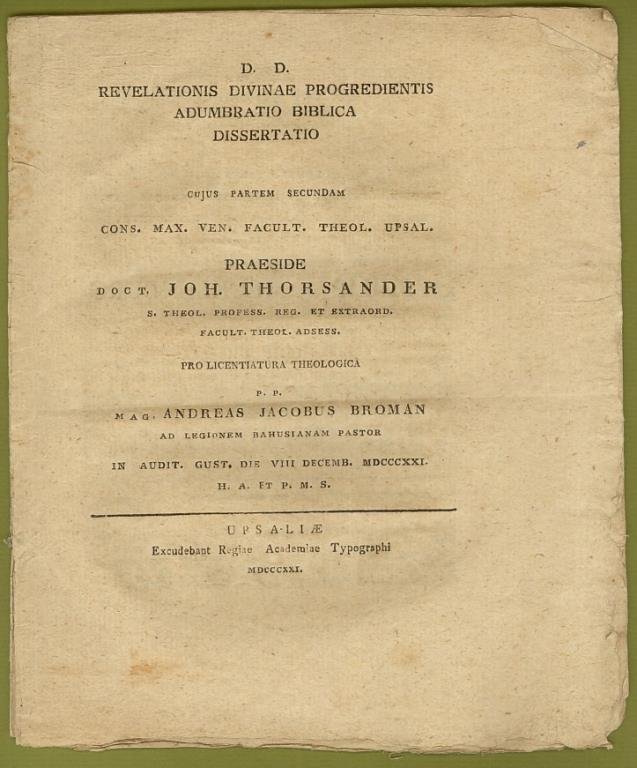 D. D.
REVELATIONIS DIVINAE PROGREDIENTIS
ADUMBRATIO BIBLICA
DISSERTATIO
CUJUS PARTEM SECUNDAM
CONS. MAX. VEN. FACULT. THEOL. UPSAL.
PRAESIDE
DOCT. JOH. THORSANDER
S. THEOL. PROFESS. REG. ET EXTRAORD.
FACULT. THEOL. ADSESS.
PRO LICENTIATURA THEOLOGICA
P. P.
MAG. ANDREAS JACOBUS BROMAN
AD LEGIONEM BAHUSIANAM PASTOR
IN AUDIT. GUST. DIE VIII DECEMB. MDCCCXXI.
H. A. ET P. M. S.
UPSALIÆ
Excudebant Regiae Academiae Typographi
MDCCCXXI.